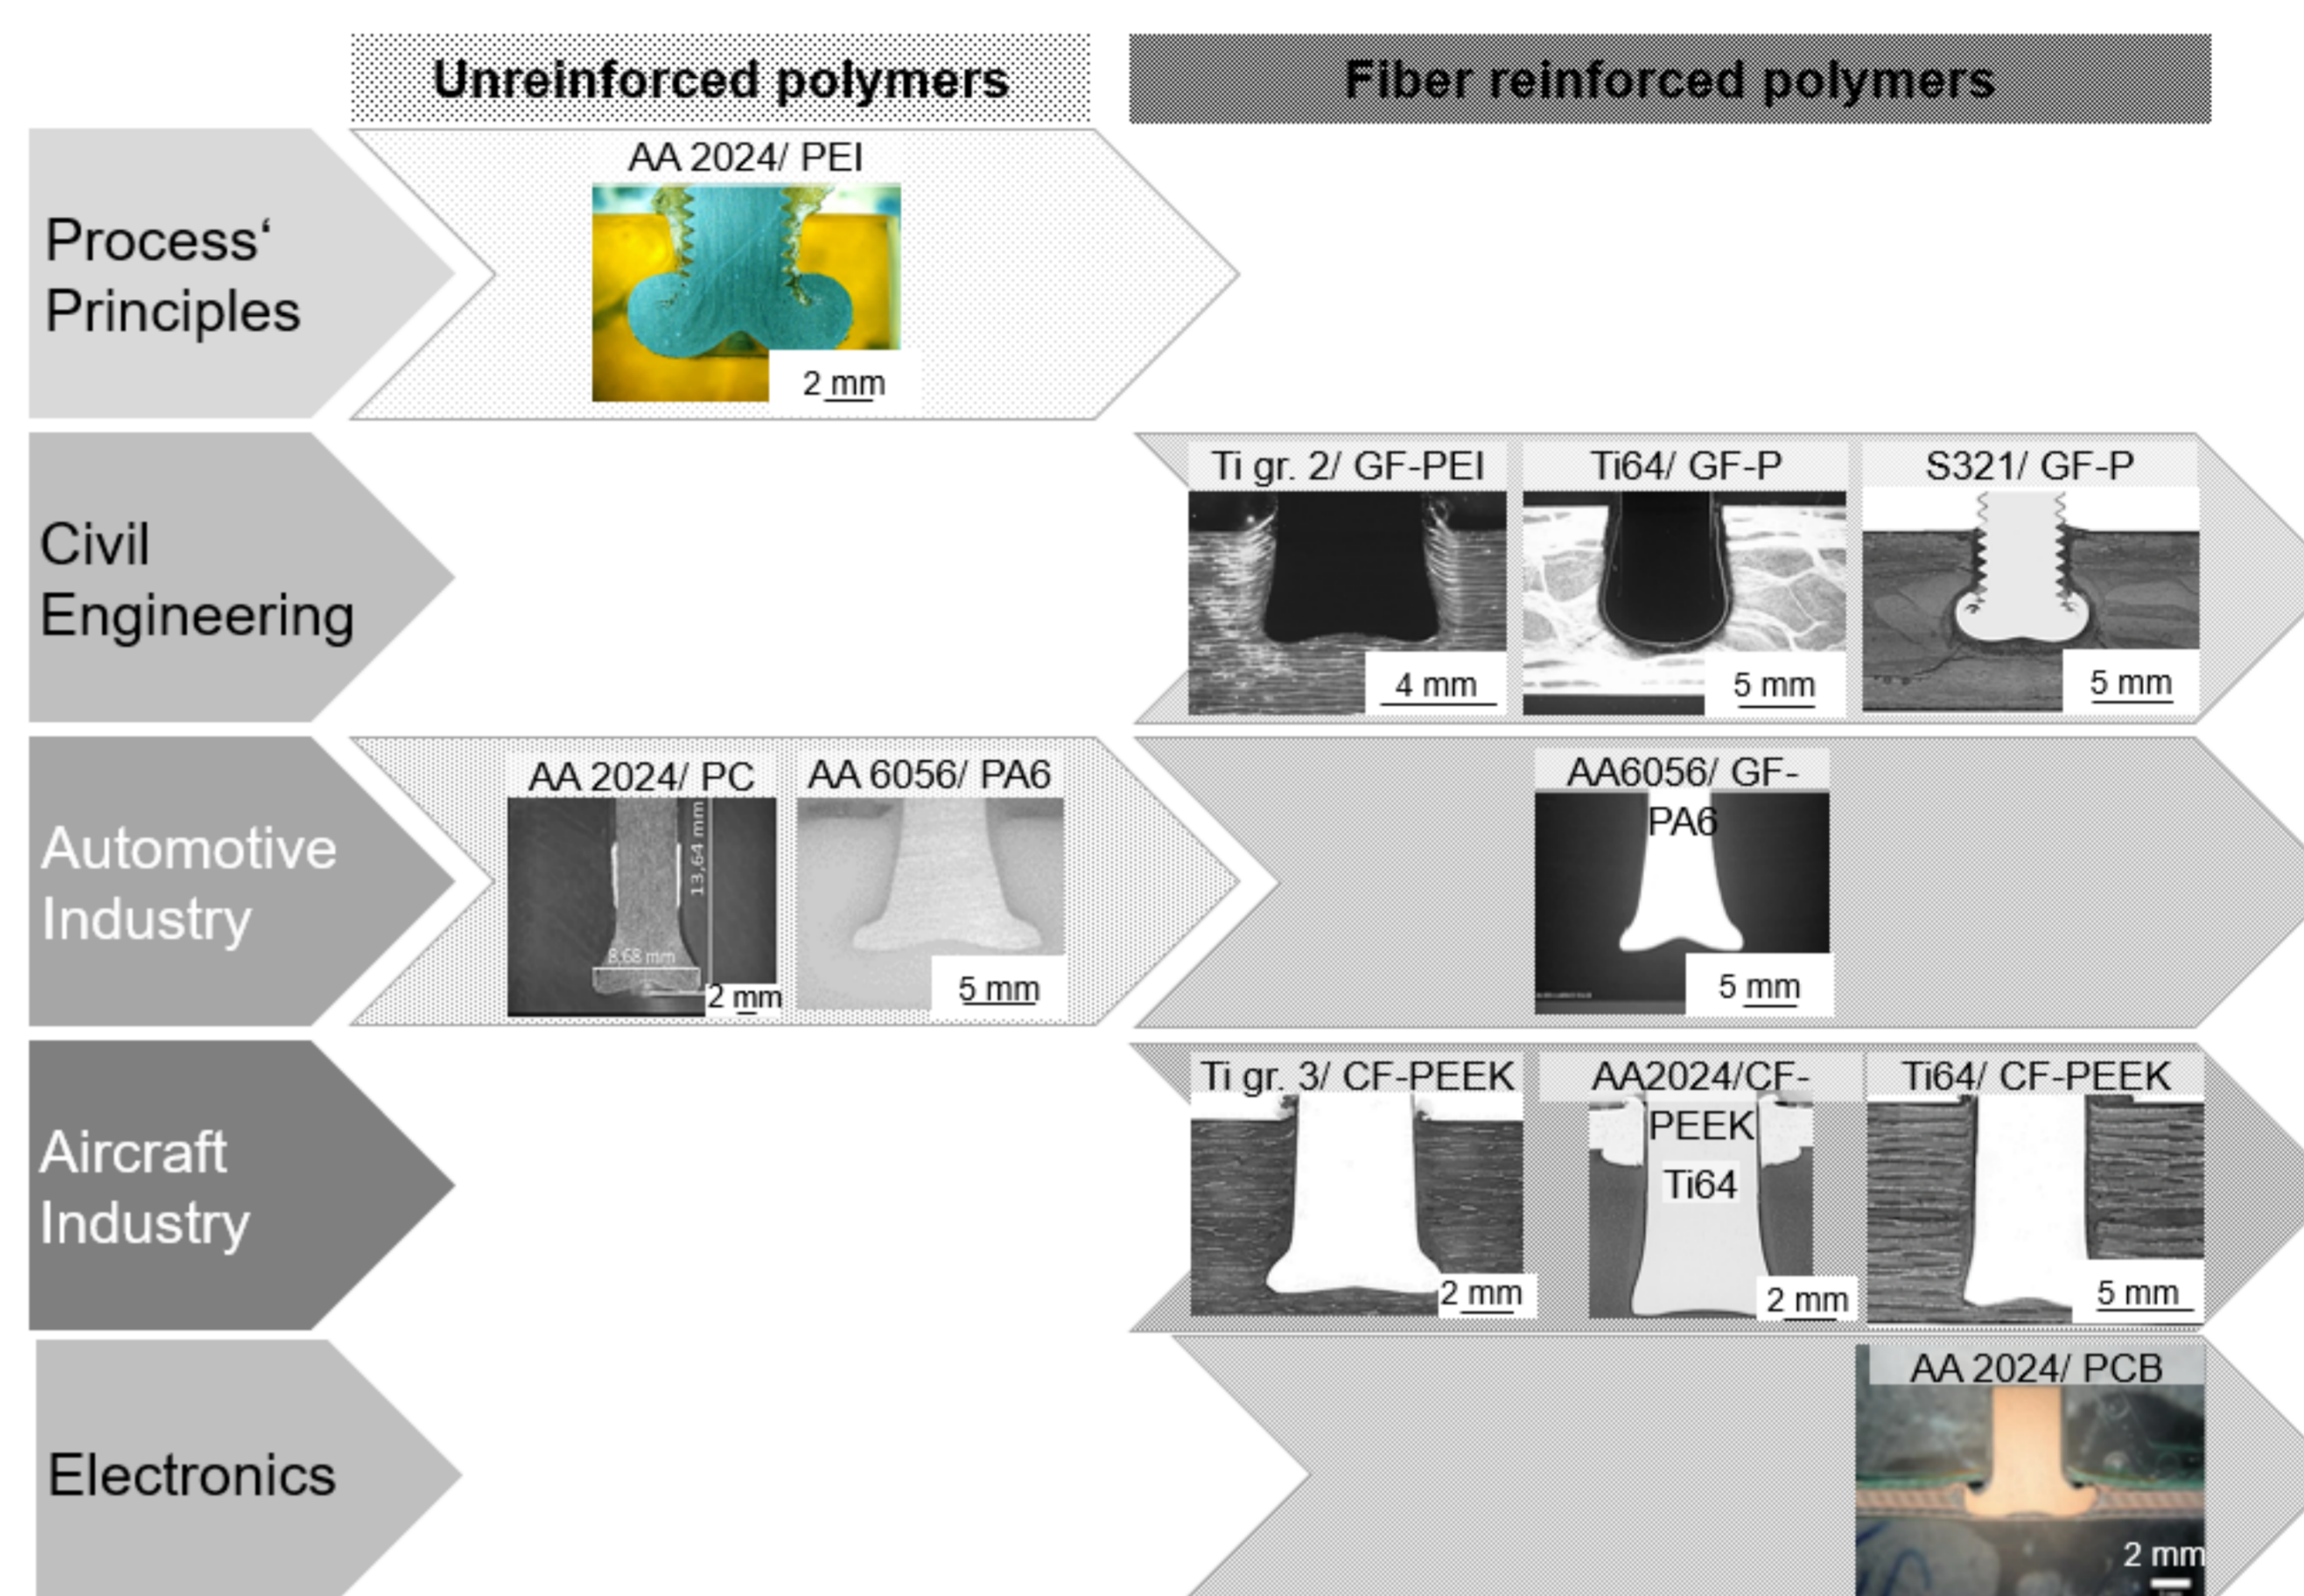 Unreinforced polymers
Fiber reinforced polymers
Process‘
Principles
AA 2024/ PEI
2 mm
Civil
Engineering
Ti gr. 2/ GF-PEI
4 mm
Ti64/ GF-P
5 mm
S321/ GF-P
5 mm
Automotive
Industry
AA 2024/ PC
13,64 mm
8,68 mm
2 mm
AA 6056/ PA6
5 mm
AA6056/ GF-
PA6
5 mm
Aircraft
Industry
Ti gr. 3/ CF-PEEK
2 mm
AA2024/CF-
PEEK
Ti64
2 mm
Ti64/ CF-PEEK
5 mm
Electronics
AA 2024/ PCB
2 mm